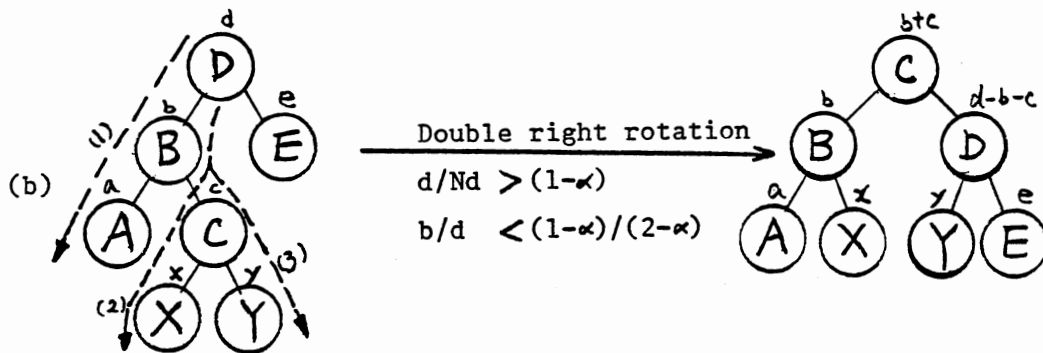 d
b+c
D
C
b
e
b
d-b-c
(1)
B
E
Double right rotation
B
D
(b)
a
c
d/Nd > (1-α)
a
x
y
e
A
C
b/d < (1-α)/(2-α)
A
X
Y
E
x
y
(3)
(2)
X
Y